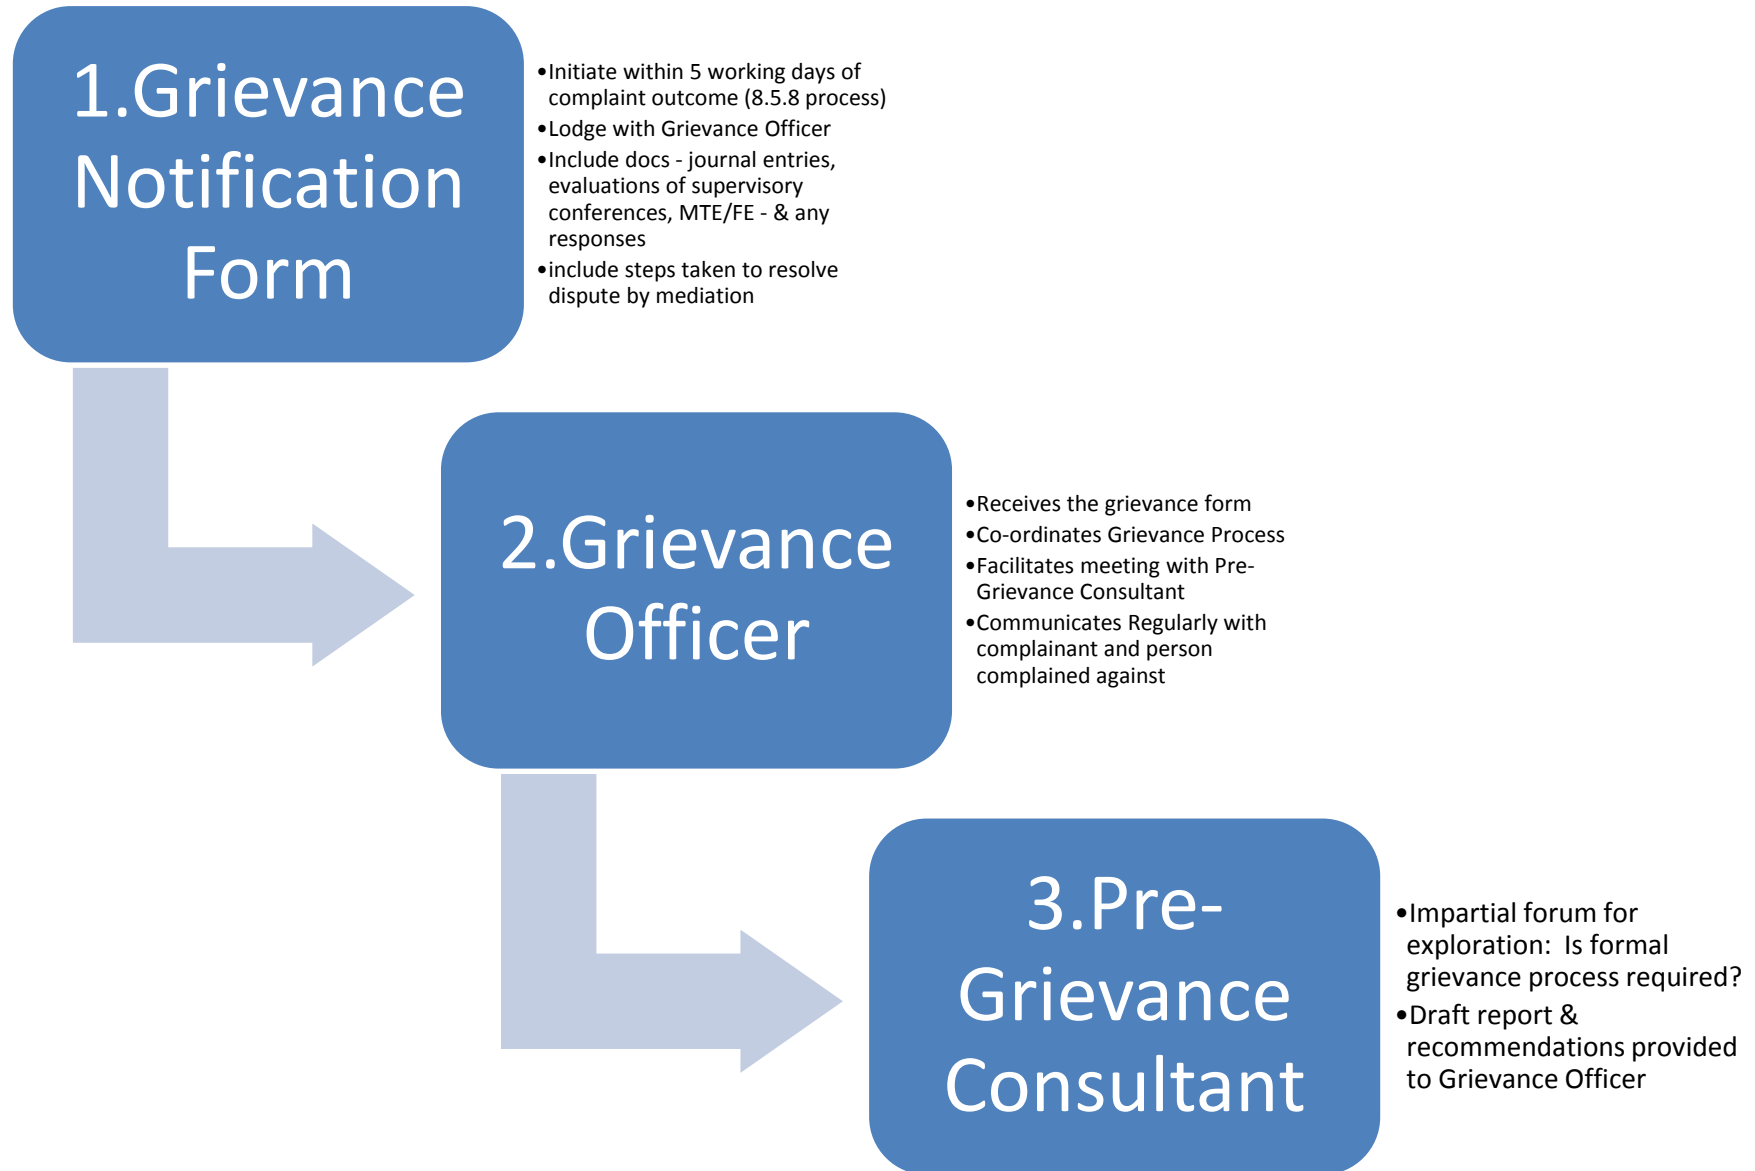 1.Grievance
Notification
Form
•Initiate within 5 working days of
complaint outcome (8.5.8 process)
•Lodge with Grievance Officer
•Include docs - journal entries,
evaluations of supervisory
conferences, MTE/FE - & any
responses
•include steps taken to resolve
dispute by mediation
2.Grievance
Officer
•Receives the grievance form
•Co-ordinates Grievance Process
•Facilitates meeting with Pre-
Grievance Consultant
•Communicates Regularly with
complainant and person
complained against
3.Pre-
Grievance
Consultant
•Impartial forum for
exploration:  Is formal
grievance process required?
•Draft report &
recommendations provided
to Grievance Officer